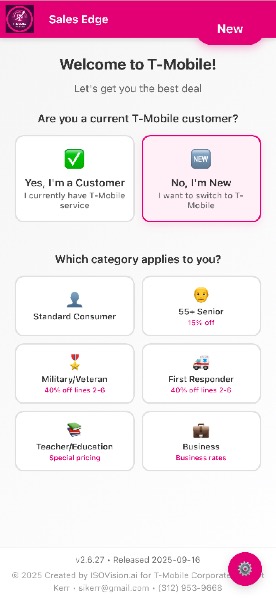 Sales Edge
New
Welcome to T-Mobile!
Let's get you the best deal
Are you a current T-Mobile customer?
Yes, I'm a Customer
I currently have T-Mobile
service
NEW
No, I'm New
I want to switch to T-
Mobile
Which category applies to you?
Standard Consumer
55+ Senior
15% off
Military/Veteran
40% off lines 2-6
First Responder
40% off lines 2-6
Teacher/Education
Special pricing
Business
Business rates
v2.6.27 • Released 2025-09-16
© 2025 Created by ISOVision.ai for T-Mobile Corporate
Kerr • sikerr@gmail.com • (612) 953-9668